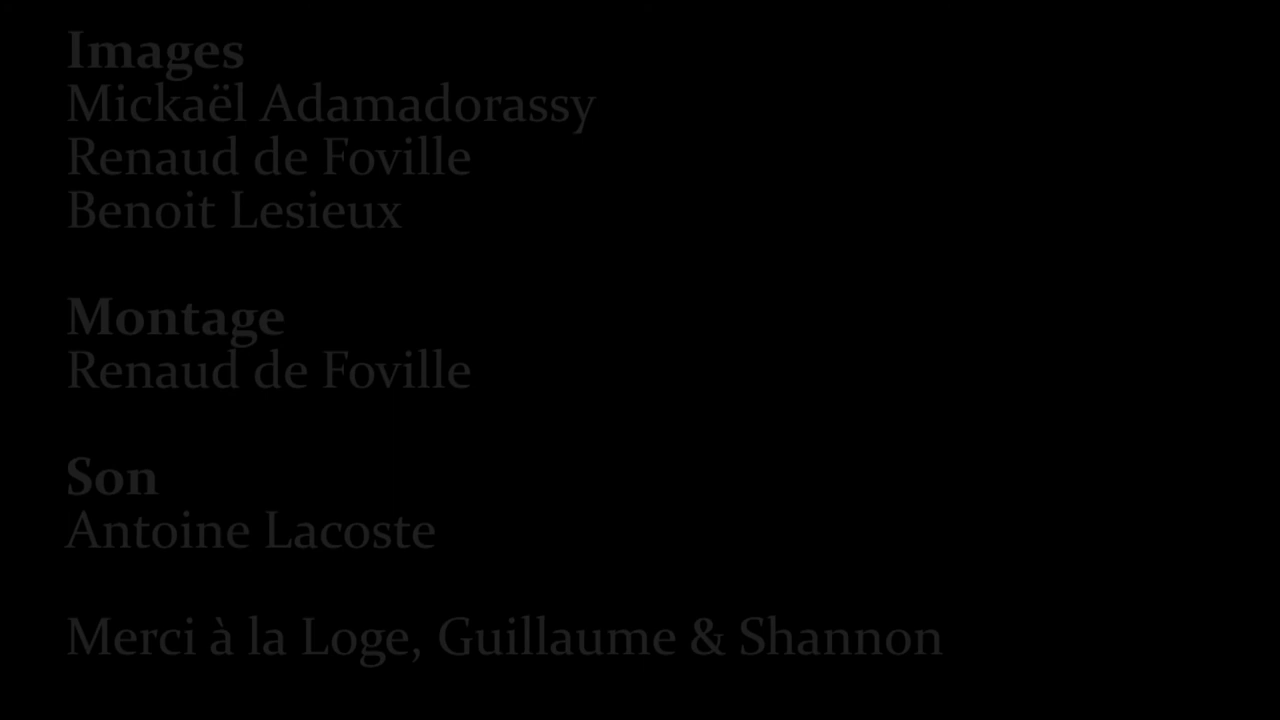 Images
Mickaël Adamadorassy
Renaud de Foville
Benoit Lesieux
Montage
Renaud de Foville
Son
Antoine Lacoste
Merci à la Loge, Guillaume & Shannon